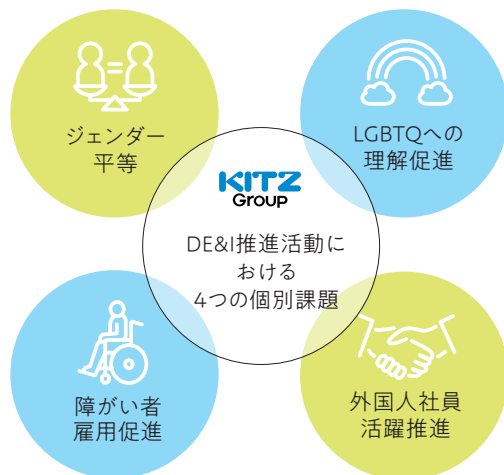 ジェンダー
平等
LGBTQへの
理解促進
KITZ
Group
DE&I推進活動に
おける
4つの個別課題
障がい者
雇用促進
外国人社員
活躍推進